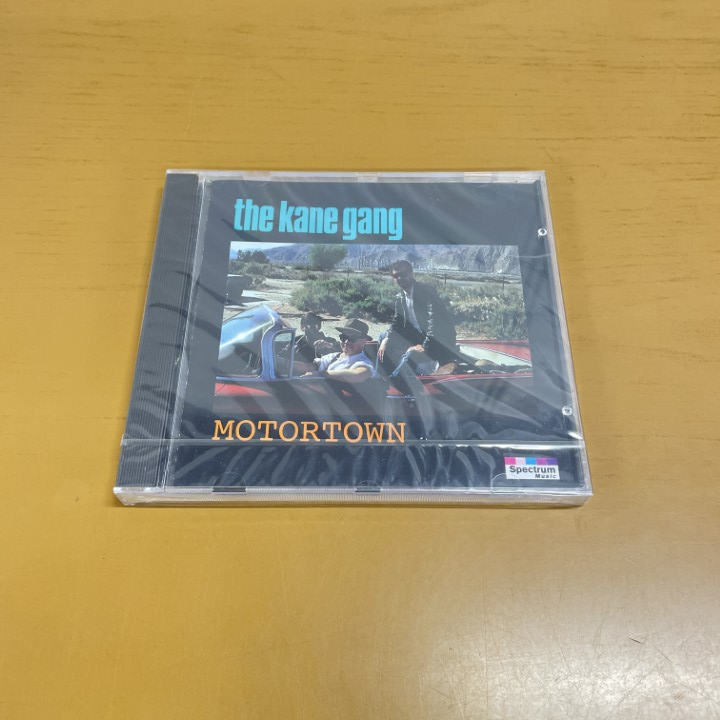 the kane gang
MOTORTOWN
Spectrum
Music